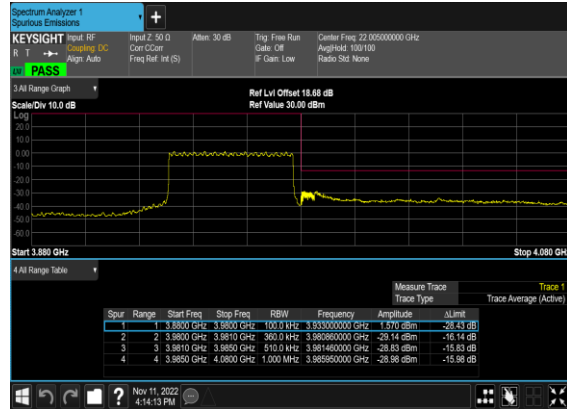 Spectrum Analyzer 1
Spurious Emissions
+
KEYSIGHT Input: RF Input Z: 50 Ω Atten: 30 dB Trig: Free Run Center Freq: 22.005000000 GHz
R T Coupling: DC Corr CCorr Gate: Off Avg|Hold: 100/100
Align: Auto Freq Ref: Int (S) IF Gain: Low Radio Std: None
PASS
3 All Range Graph
Ref Lvl Offset 18.68 dB
Scale/Div 10.0 dB Ref Value 30.00 dBm
Log
20.0
10.0
0.00
-10.0
-20.0
-30.0
-40.0
-50.0
-60.0
Start 3.880 GHz Stop 4.080 GH
4 All Range Table
Measure Trace Trace 1
Trace Type Trace Average (Active)
Spur Range Start Freq Stop Freq RBW Frequency Amplitude ΔLimit
1 1 3.8800 GHz 3.9800 GHz 100.0 kHz 3.933000000 GHz 1.570 dBm -28.43 dB
2 2 3.9800 GHz 3.9810 GHz 360.0 kHz 3.980860000 GHz -29.14 dBm -16.14 dB
3 3 3.9810 GHz 3.9850 GHz 510.0 kHz 3.981460000 GHz -28.83 dBm -15.83 dB
4 4 3.9850 GHz 4.0800 GHz 1.000 MHz 3.985950000 GHz -28.98 dBm -15.98 dB
? Nov 11, 2022
4:14:13 PM